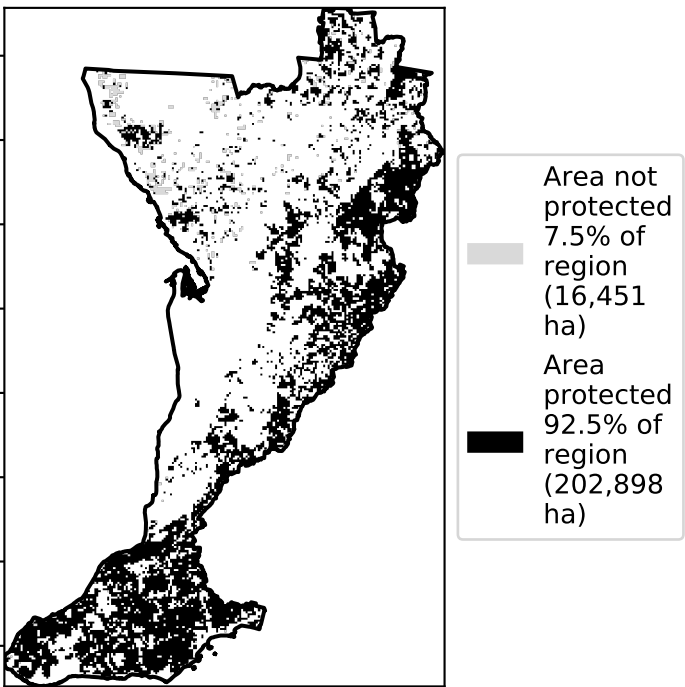 Area not
protected
7.5% of
region
(16,451
ha)
Area
protected
92.5% of
region
(202,898
ha)